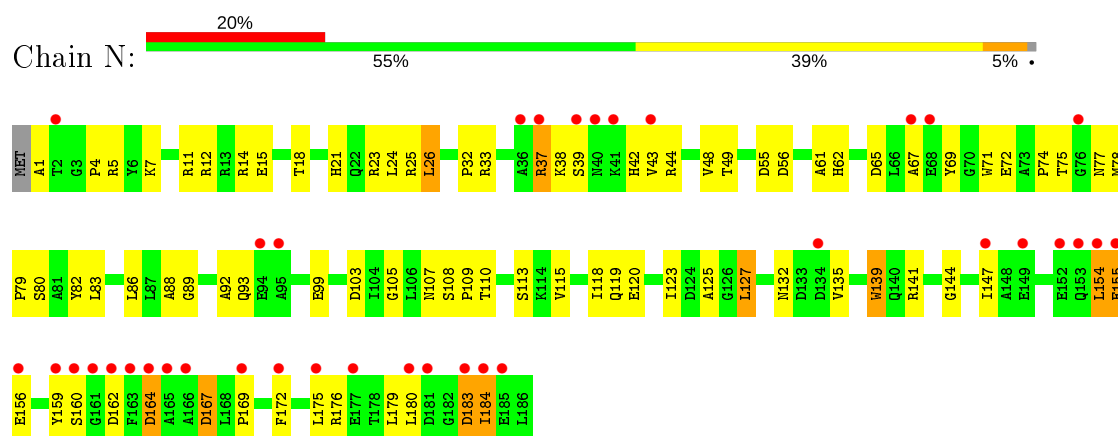 20%
Chain N:
55% 39% 5%
MET A1 T2 G3 P4 R5 Y6 K7 R11 R12 R13 R14 E15 T18 H21 Q22 R23 L24 R25 L26 P32 R33 A36 R37 K38 S39 N40 K41 H42 V43 R44 V48 T49 D55 D56 A61 H62 D65 L66 A67 E68 Y69 G70 W71 E72 A73 P74 T75 G76 N77 M78
P79 S80 A81 Y82 L83 L86 L87 A88 G89 A92 Q93 E94 A95 E99 D103 I104 G105 L106 N107 S108 P109 T110 S113 K114 V115 I118 Q119 E120 I123 D124 A125 G126 L127 N132 D133 D134 V135 W139 Q140 R141 G144 I147 A148 E149 E152 Q153 L154
E156 Y159 S160 G161 D162 F163 D164 A165 A166 D167 L168 P169 F172 L175 R176 E177 T178 L179 L180 D181 G182 D183 I184 E185 L186